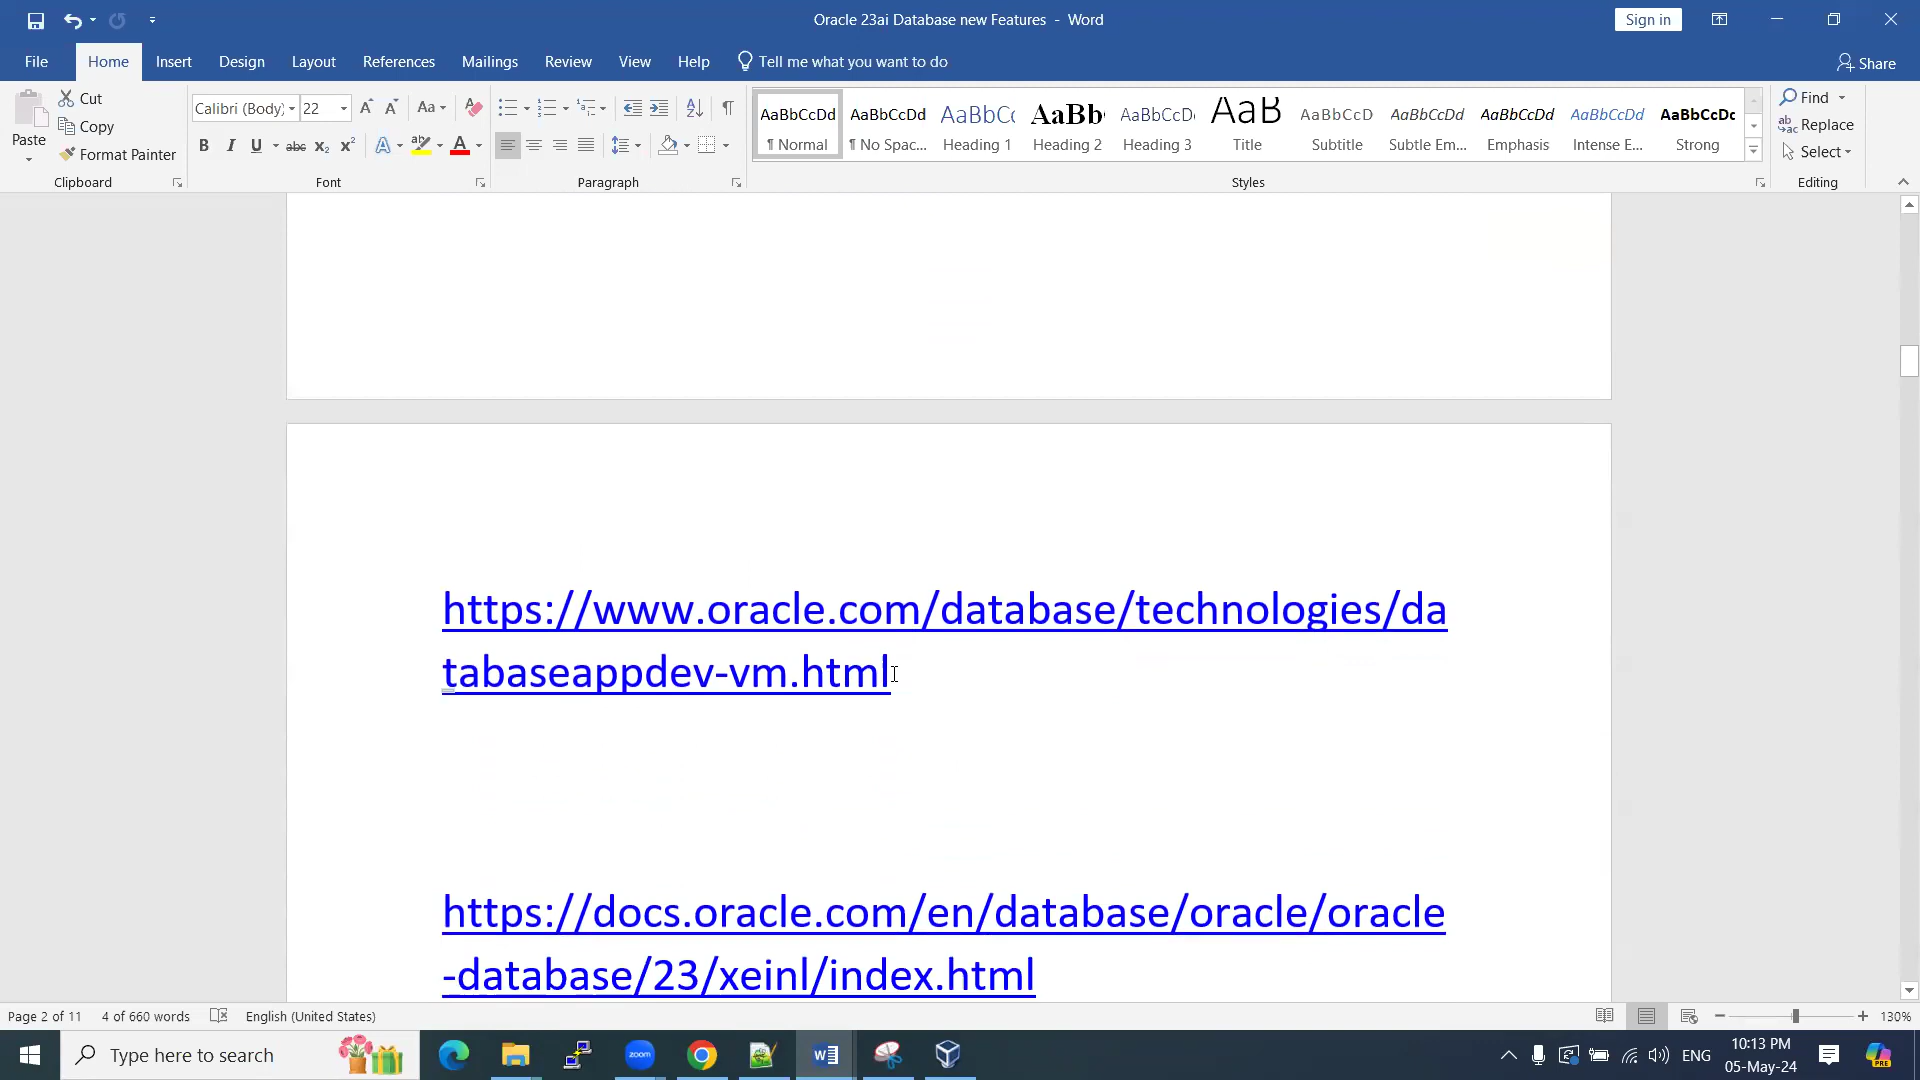 Oracle 23ai Database new Features - Word
Sign in
File Home Insert Design Layout References Mailings Review View Help Tell me what you want to do
Share
Paste
Cut
Copy
Format Painter
Clipboard
Calibri (Body) 22
Font
Paragraph
AaBbCcDd AaBbCcDd AaBbCc AaBb AaBbCcD AaB AaBbCcD AaBbCcDd AaBbCcDd AaBbCcDd AaBbCcDc
¶ Normal ¶ No Spac... Heading 1 Heading 2 Heading 3 Title Subtitle Subtle Em... Emphasis Intense E... Strong
Styles
Find
Replace
Select
Editing
https://www.oracle.com/database/technologies/da
tabaseappdev-vm.html
https://docs.oracle.com/en/database/oracle/oracle
-database/23/xeinl/index.html
Page 2 of 11 4 of 660 words English (United States)
130%
Type here to search
zoom
ENG
10:13 PM
05-May-24